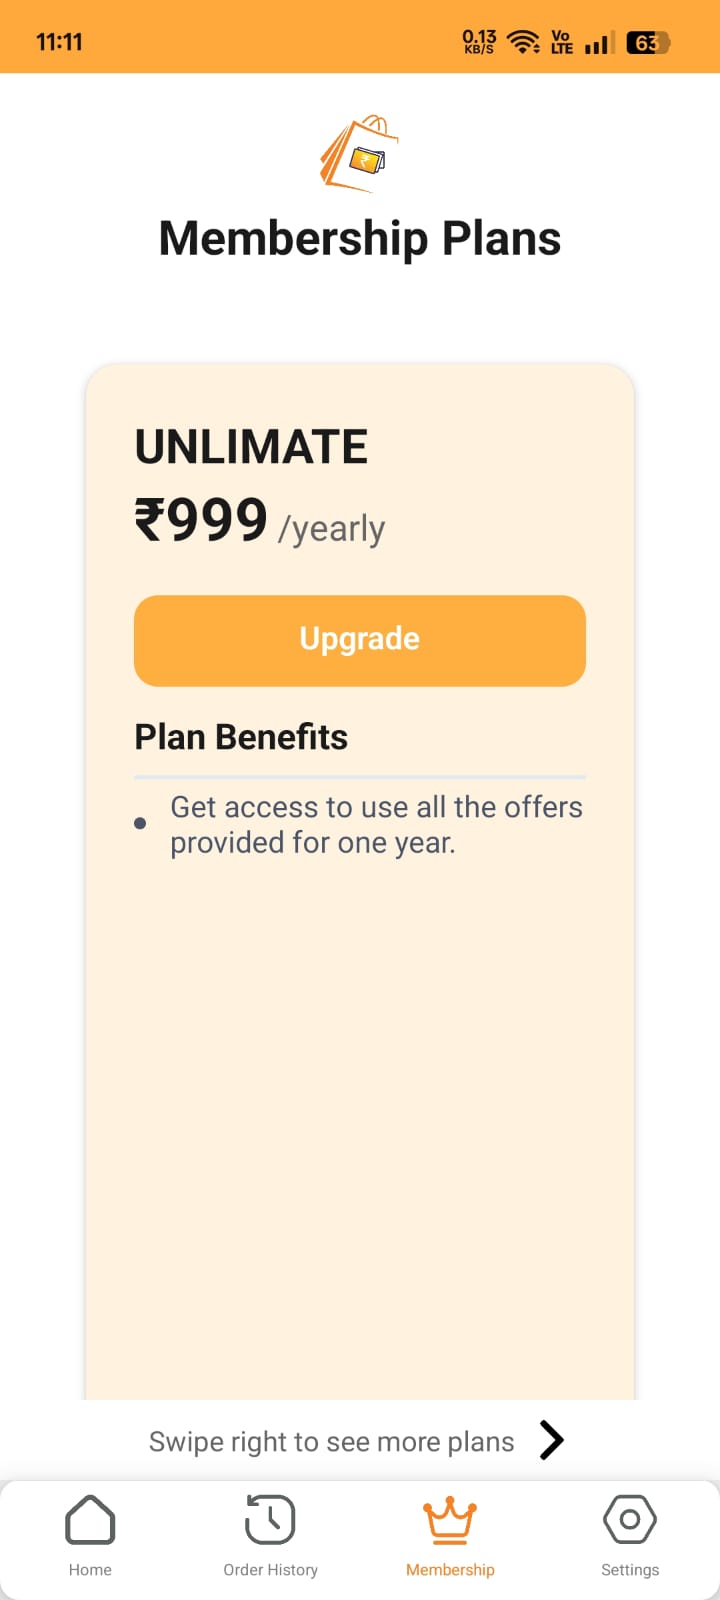 11:11
0.13
KB/S
Vo
LTE
63
₹
Membership Plans
UNLIMATE
₹999 /yearly
Upgrade
Plan Benefits
• Get access to use all the offers
provided for one year.
Swipe right to see more plans
Home
Order History
Membership
Settings